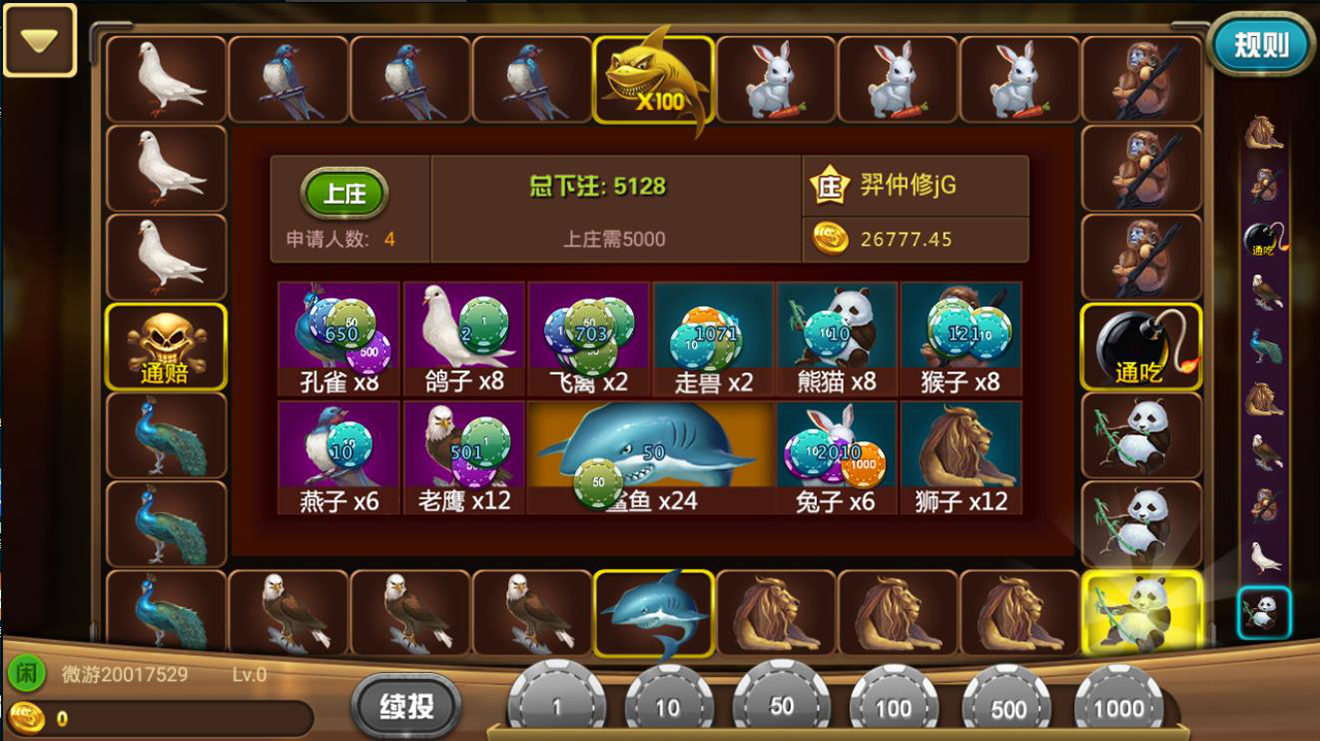 规则
X100
上庄
总下注: 5128
庄 羿仲修jG
申请人数: 4
上庄需5000
26777.45
650
500
孔雀 x8
2
1
鸽子 x8
703
飞禽 x2
1071
10
走兽 x2
10
熊猫 x8
121
10
猴子 x8
通赔
通吃
通吃
10
燕子 x6
501
1
老鹰 x12
50
50
鲨鱼 x24
10
2010
1000
兔子 x6
狮子 x12
闲 微游20017529 Lv.0
0
续投
1
10
50
100
500
1000